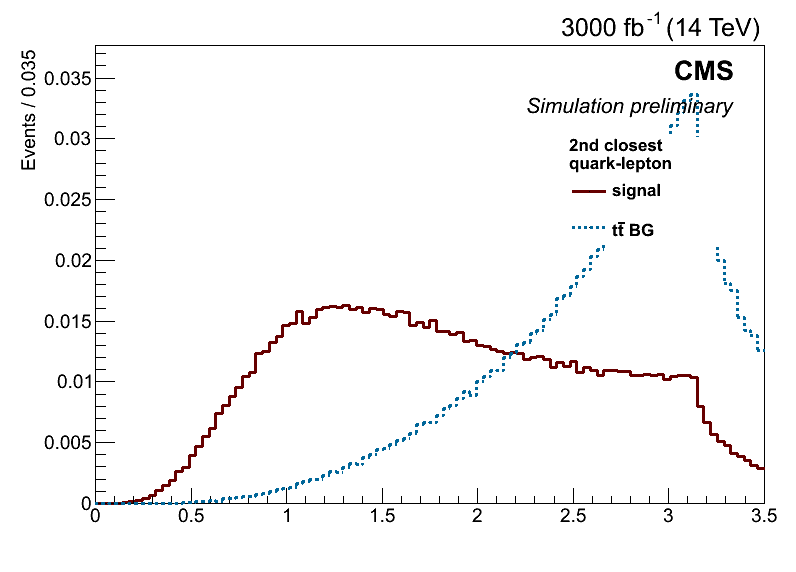 3000 fb⁻¹ (14 TeV)
CMS
Simulation preliminary
2nd closest
quark-lepton
signal
tt̄ BG
Events / 0.035
0.035
0.03
0.025
0.02
0.015
0.01
0.005
0
0 0.5 1 1.5 2 2.5 3 3.5